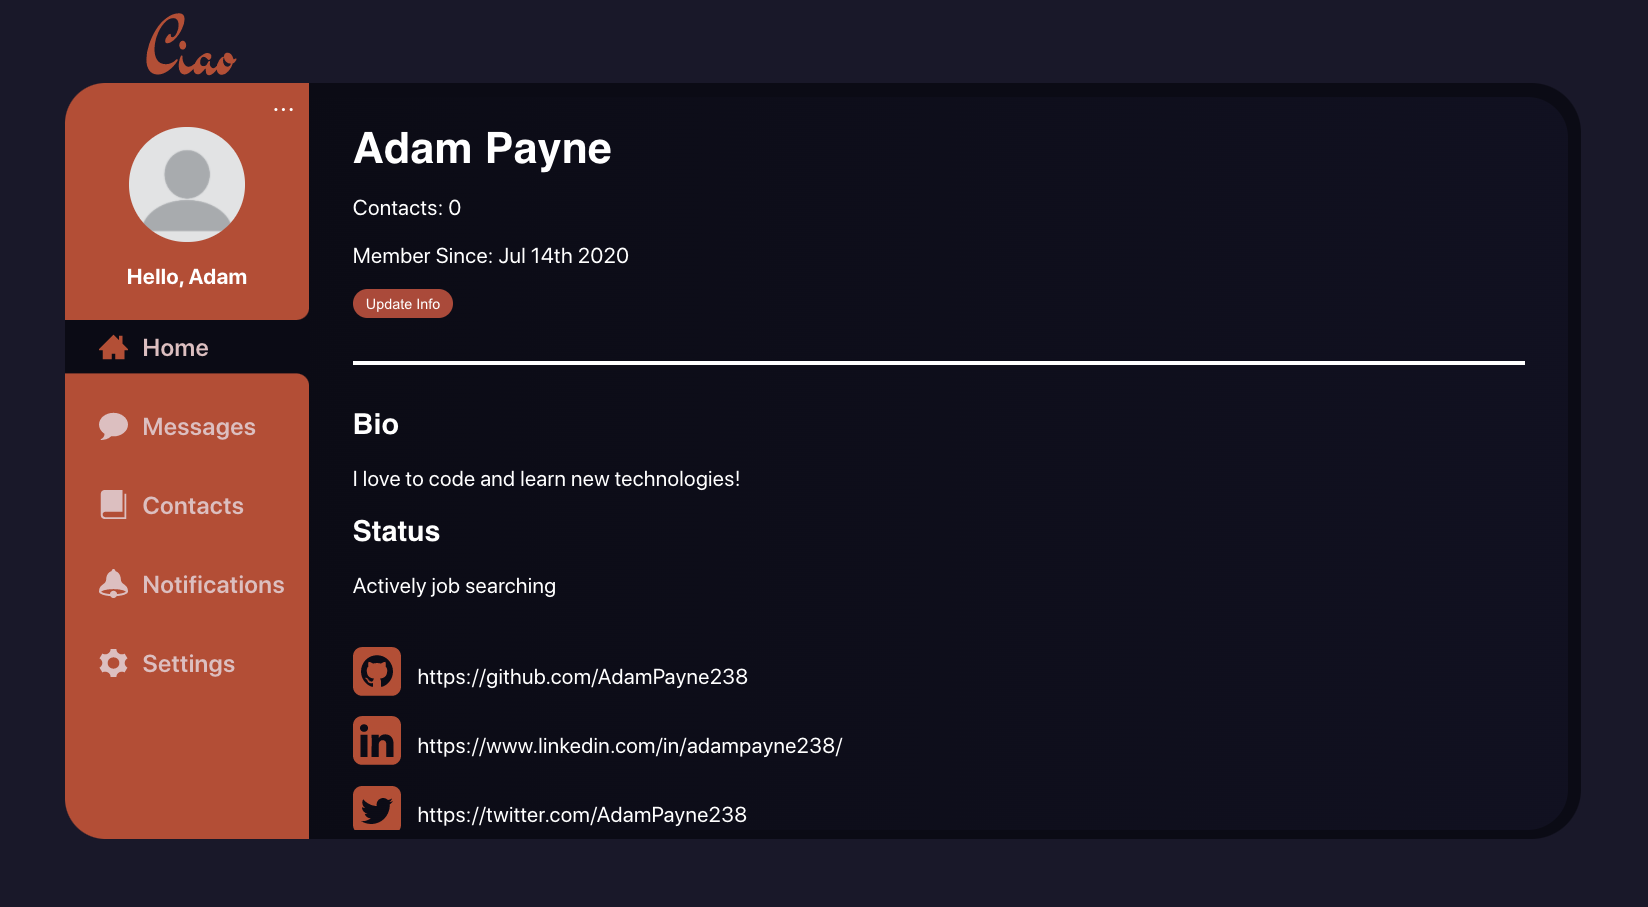 Ciao
...
Hello, Adam
Home
Messages
Contacts
Notifications
Settings
Adam Payne
Contacts: 0
Member Since: Jul 14th 2020
Update Info
Bio
I love to code and learn new technologies!
Status
Actively job searching
https://github.com/AdamPayne238
in https://www.linkedin.com/in/adampayne238/
https://twitter.com/AdamPayne238